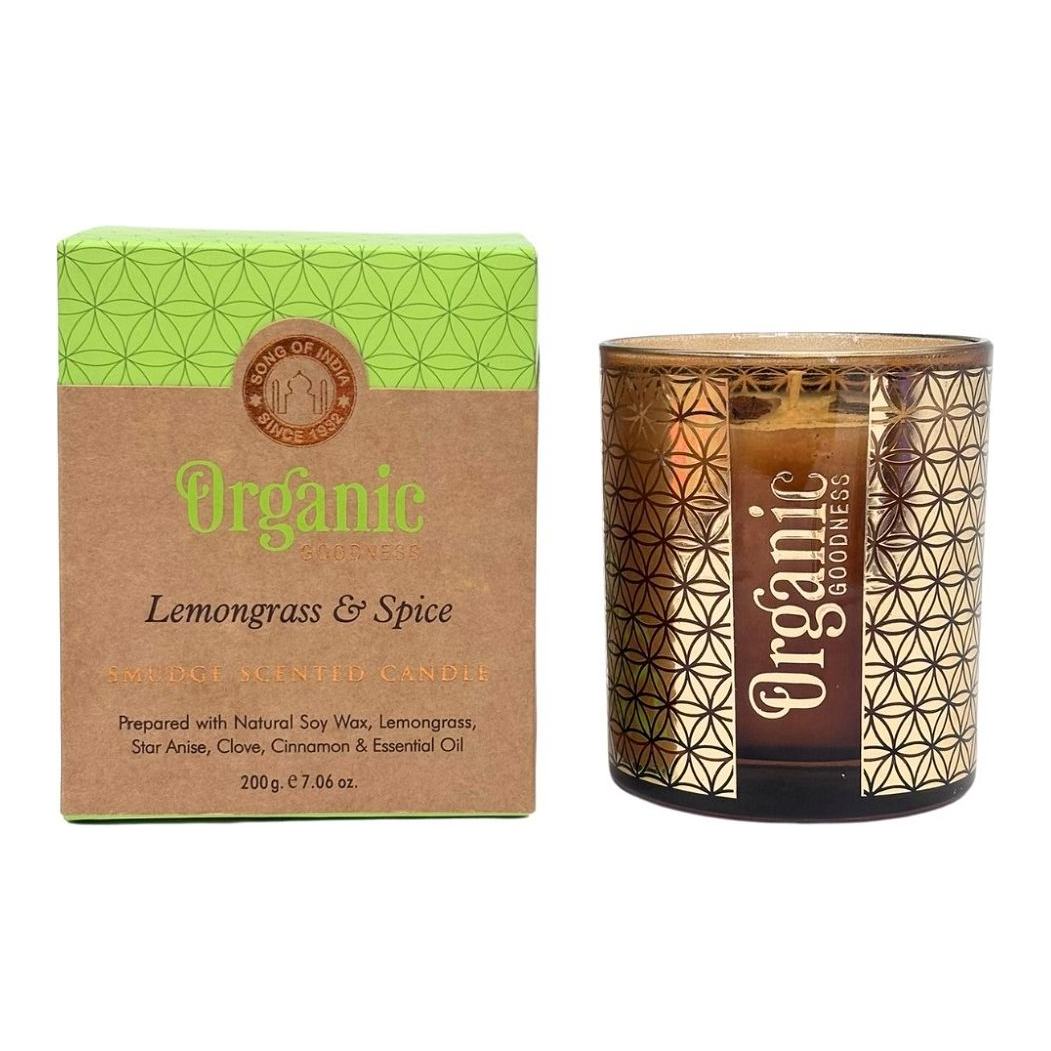 SONG OF INDIA
SINCE 1932
Organic
GOODNESS
Lemongrass & Spice
SMUDGE SCENTED CANDLE
Prepared with Natural Soy Wax, Lemongrass,
Star Anise, Clove, Cinnamon & Essential Oil
200g. e 7.06 oz.
Organic
GOODNESS